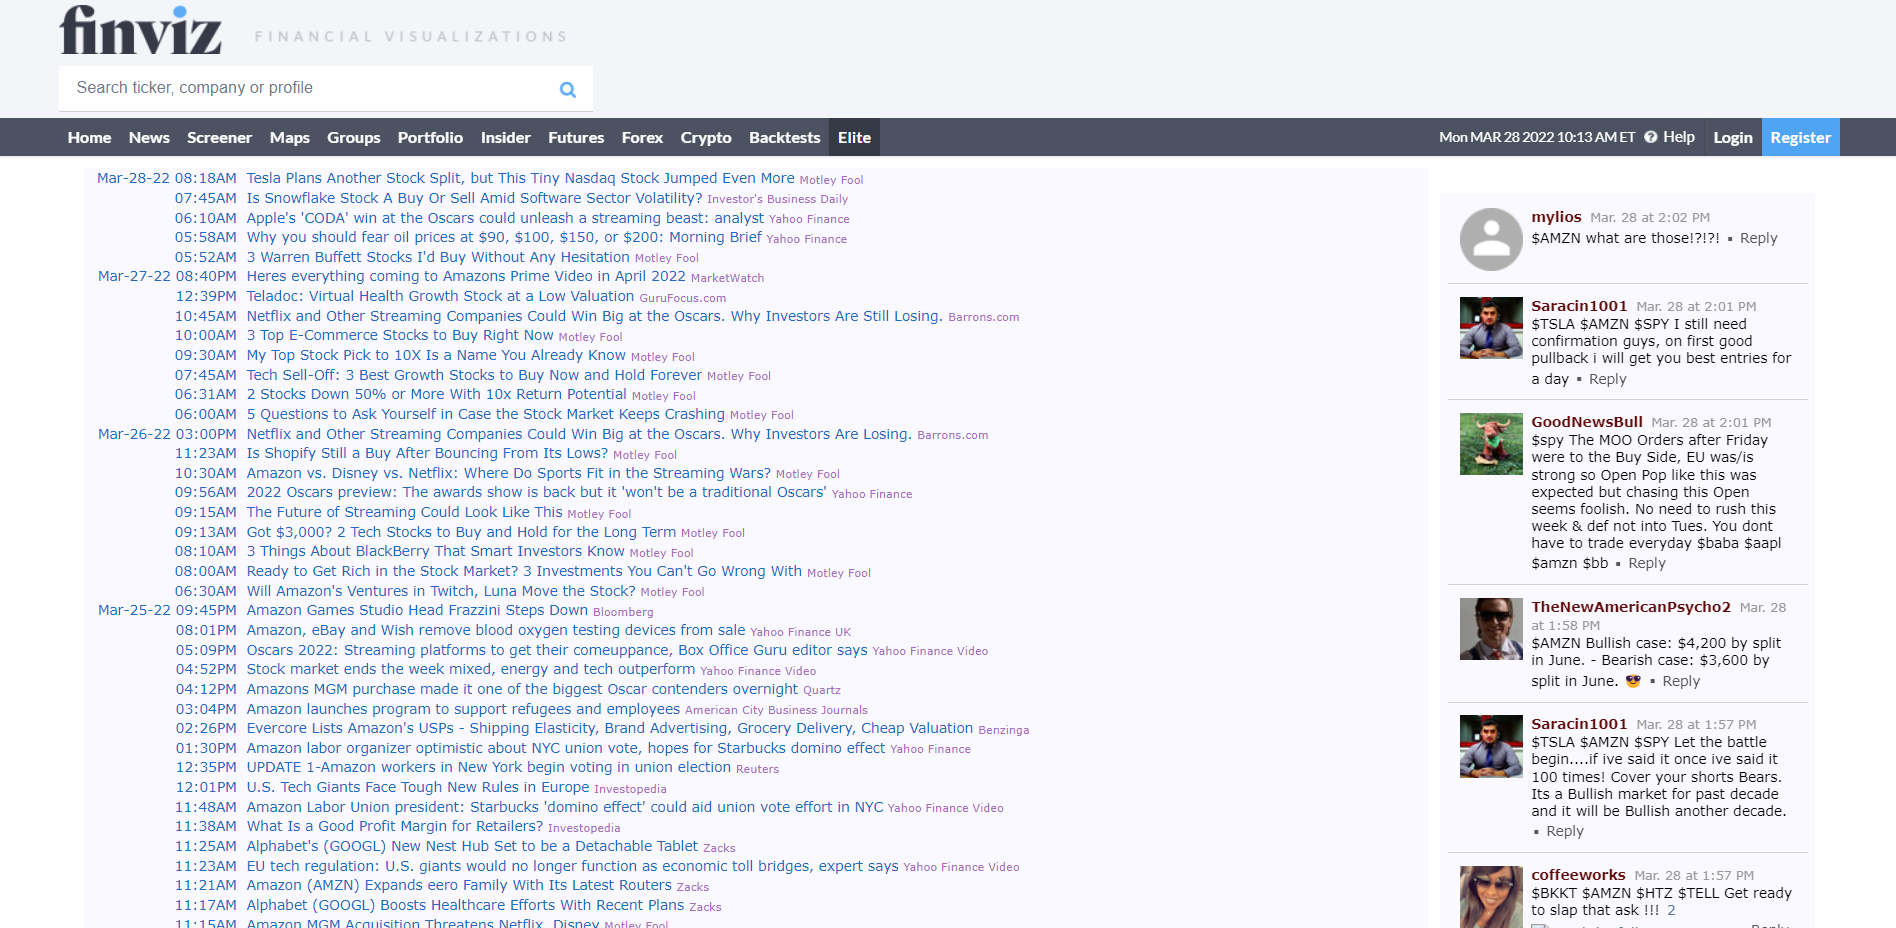 finviz FINANCIAL VISUALIZATIONS
Search ticker, company or profile
Home News Screener Maps Groups Portfolio Insider Futures Forex Crypto Backtests Elite Mon MAR 28 2022 10:13 AM ET ? Help Login Register
Mar-28-22 08:18AM Tesla Plans Another Stock Split, but This Tiny Nasdaq Stock Jumped Even More Motley Fool
07:45AM Is Snowflake Stock A Buy Or Sell Amid Software Sector Volatility? Investor's Business Daily
06:10AM Apple's 'CODA' win at the Oscars could unleash a streaming beast: analyst Yahoo Finance
05:58AM Why you should fear oil prices at $90, $100, $150, or $200: Morning Brief Yahoo Finance
05:52AM 3 Warren Buffett Stocks I'd Buy Without Any Hesitation Motley Fool
Mar-27-22 08:40PM Heres everything coming to Amazons Prime Video in April 2022 MarketWatch
12:39PM Teladoc: Virtual Health Growth Stock at a Low Valuation GuruFocus.com
10:45AM Netflix and Other Streaming Companies Could Win Big at the Oscars. Why Investors Are Still Losing. Barrons.com
10:00AM 3 Top E-Commerce Stocks to Buy Right Now Motley Fool
09:30AM My Top Stock Pick to 10X Is a Name You Already Know Motley Fool
07:45AM Tech Sell-Off: 3 Best Growth Stocks to Buy Now and Hold Forever Motley Fool
06:31AM 2 Stocks Down 50% or More With 10x Return Potential Motley Fool
06:00AM 5 Questions to Ask Yourself in Case the Stock Market Keeps Crashing Motley Fool
Mar-26-22 03:00PM Netflix and Other Streaming Companies Could Win Big at the Oscars. Why Investors Are Losing. Barrons.com
11:23AM Is Shopify Still a Buy After Bouncing From Its Lows? Motley Fool
10:30AM Amazon vs. Disney vs. Netflix: Where Do Sports Fit in the Streaming Wars? Motley Fool
09:56AM 2022 Oscars preview: The awards show is back but it 'won't be a traditional Oscars' Yahoo Finance
09:15AM The Future of Streaming Could Look Like This Motley Fool
09:13AM Got $3,000? 2 Tech Stocks to Buy and Hold for the Long Term Motley Fool
08:10AM 3 Things About BlackBerry That Smart Investors Know Motley Fool
08:00AM Ready to Get Rich in the Stock Market? 3 Investments You Can't Go Wrong With Motley Fool
06:30AM Will Amazon's Ventures in Twitch, Luna Move the Stock? Motley Fool
Mar-25-22 09:45PM Amazon Games Studio Head Frazzini Steps Down Bloomberg
08:01PM Amazon, eBay and Wish remove blood oxygen testing devices from sale Yahoo Finance UK
05:09PM Oscars 2022: Streaming platforms to get their comeuppance, Box Office Guru editor says Yahoo Finance Video
04:52PM Stock market ends the week mixed, energy and tech outperform Yahoo Finance Video
04:12PM Amazons MGM purchase made it one of the biggest Oscar contenders overnight Quartz
03:04PM Amazon launches program to support refugees and employees American City Business Journals
02:26PM Evercore Lists Amazon's USPs - Shipping Elasticity, Brand Advertising, Grocery Delivery, Cheap Valuation Benzinga
01:30PM Amazon labor organizer optimistic about NYC union vote, hopes for Starbucks domino effect Yahoo Finance
12:35PM UPDATE 1-Amazon workers in New York begin voting in union election Reuters
12:01PM U.S. Tech Giants Face Tough New Rules in Europe Investopedia
11:48AM Amazon Labor Union president: Starbucks 'domino effect' could aid union vote effort in NYC Yahoo Finance Video
11:38AM What Is a Good Profit Margin for Retailers? Investopedia
11:25AM Alphabet's (GOOGL) New Nest Hub Set to be a Detachable Tablet Zacks
11:23AM EU tech regulation: U.S. giants would no longer function as economic toll bridges, expert says Yahoo Finance Video
11:21AM Amazon (AMZN) Expands eero Family With Its Latest Routers Zacks
11:17AM Alphabet (GOOGL) Boosts Healthcare Efforts With Recent Plans Zacks
11:15AM Amazon MGM Acquisition Threatens Netflix, Disney Motley Fool
mylios Mar. 28 at 2:02 PM
$AMZN what are those!?!?! ▪ Reply
Saracin1001 Mar. 28 at 2:01 PM
$TSLA $AMZN $SPY I still need
confirmation guys, on first good
pullback i will get you best entries for
a day ▪ Reply
GoodNewsBull Mar. 28 at 2:01 PM
$spy The MOO Orders after Friday
were to the Buy Side, EU was/is
strong so Open Pop like this was
expected but chasing this Open
seems foolish. No need to rush this
week & def not into Tues. You dont
have to trade everyday $baba $aapl
$amzn $bb ▪ Reply
TheNewAmericanPsycho2 Mar. 28
at 1:58 PM
$AMZN Bullish case: $4,200 by split
in June. - Bearish case: $3,600 by
split in June. 😎 ▪ Reply
Saracin1001 Mar. 28 at 1:57 PM
$TSLA $AMZN $SPY Let the battle
begin....if ive said it once ive said it
100 times! Cover your shorts Bears.
Its a Bullish market for past decade
and it will be Bullish another decade.
▪ Reply
coffeeworks Mar. 28 at 1:57 PM
$BKKT $AMZN $HTZ $TELL Get ready
to slap that ask !!! 2
Reply